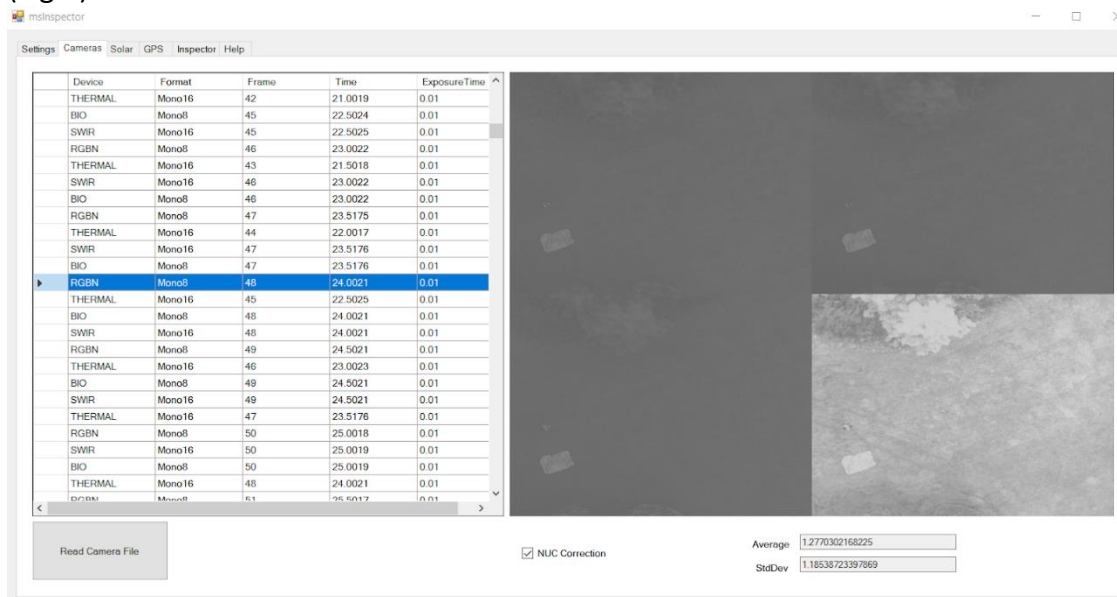 msInspector
Settings Cameras Solar GPS Inspector Help
Device Format Frame Time ExposureTime
THERMAL Mono16 42 21.0019 0.01
BIO Mono8 45 22.5024 0.01
SWIR Mono16 45 22.5025 0.01
RGBN Mono8 46 23.0022 0.01
THERMAL Mono16 43 21.5018 0.01
SWIR Mono16 46 23.0022 0.01
BIO Mono8 46 23.0022 0.01
RGBN Mono8 47 23.5175 0.01
THERMAL Mono16 44 22.0017 0.01
SWIR Mono16 47 23.5176 0.01
BIO Mono8 47 23.5176 0.01
RGBN Mono8 48 24.0021 0.01
THERMAL Mono16 45 22.5025 0.01
BIO Mono8 48 24.0021 0.01
SWIR Mono16 48 24.0021 0.01
RGBN Mono8 49 24.5021 0.01
THERMAL Mono16 46 23.0023 0.01
BIO Mono8 49 24.5021 0.01
SWIR Mono16 49 24.5021 0.01
THERMAL Mono16 47 23.5176 0.01
RGBN Mono8 50 25.0018 0.01
SWIR Mono16 50 25.0019 0.01
BIO Mono8 50 25.0019 0.01
THERMAL Mono16 48 24.0021 0.01
RGBN Mono8 51 25.5017 0.01
Read Camera File
NUC Correction
Average 1.2770302168225
StdDev 1.18538723397869